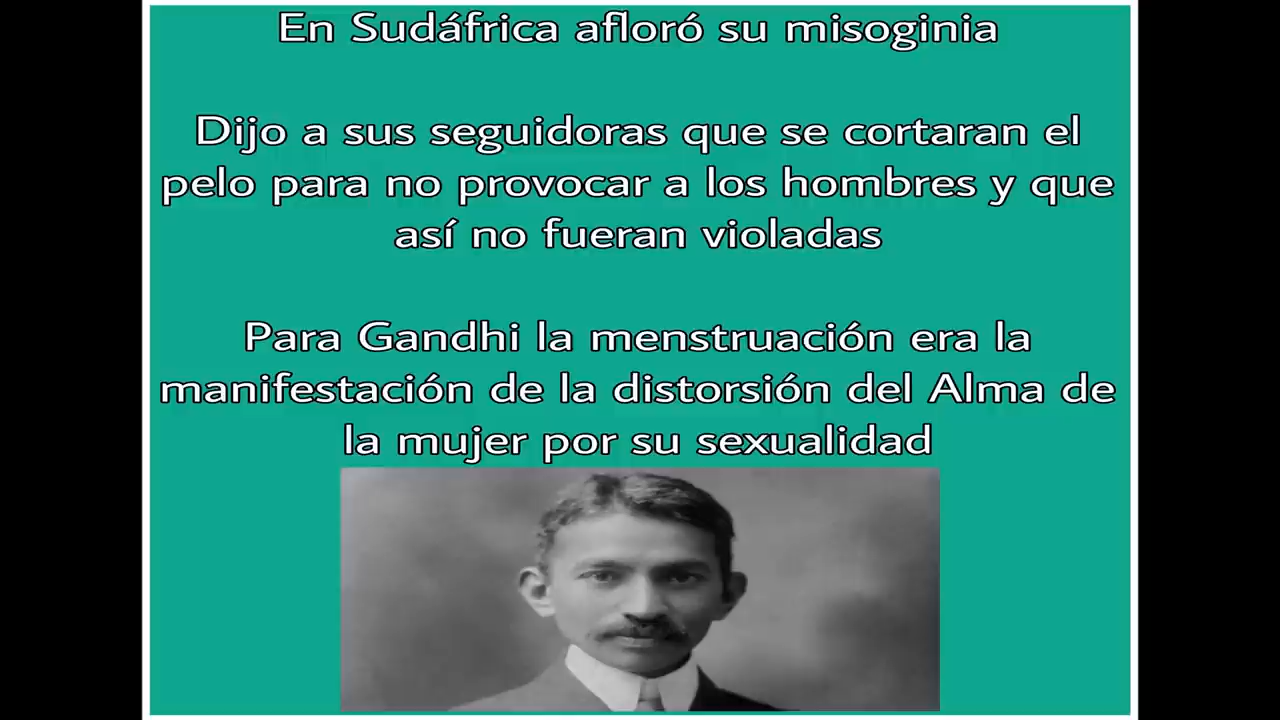 En Sudáfrica afloró su misoginia
Dijo a sus seguidoras que se cortaran el
pelo para no provocar a los hombres y que
así no fueran violadas
Para Gandhi la menstruación era la
manifestación de la distorsión del Alma de
la mujer por su sexualidad